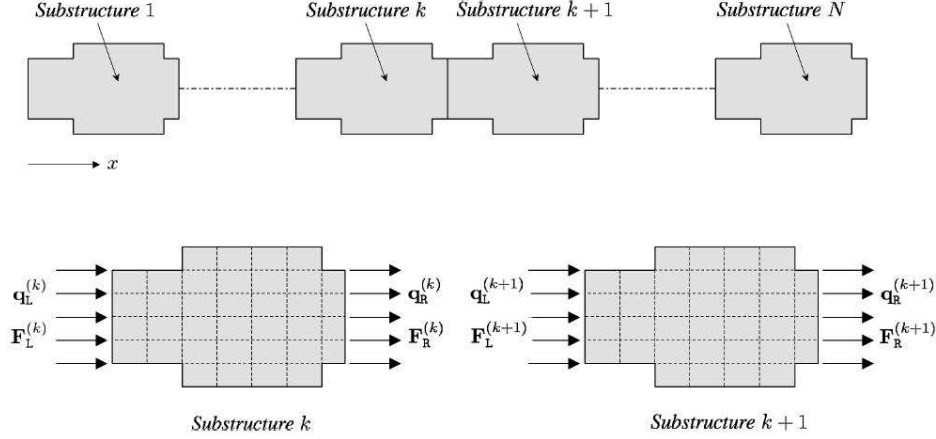 Substructure 1 Substructure k Substructure k + 1 Substructure N
x
q_L^(k) q_R^(k) q_L^(k+1) q_R^(k+1)
F_L^(k) F_R^(k) F_L^(k+1) F_R^(k+1)
Substructure k Substructure k + 1